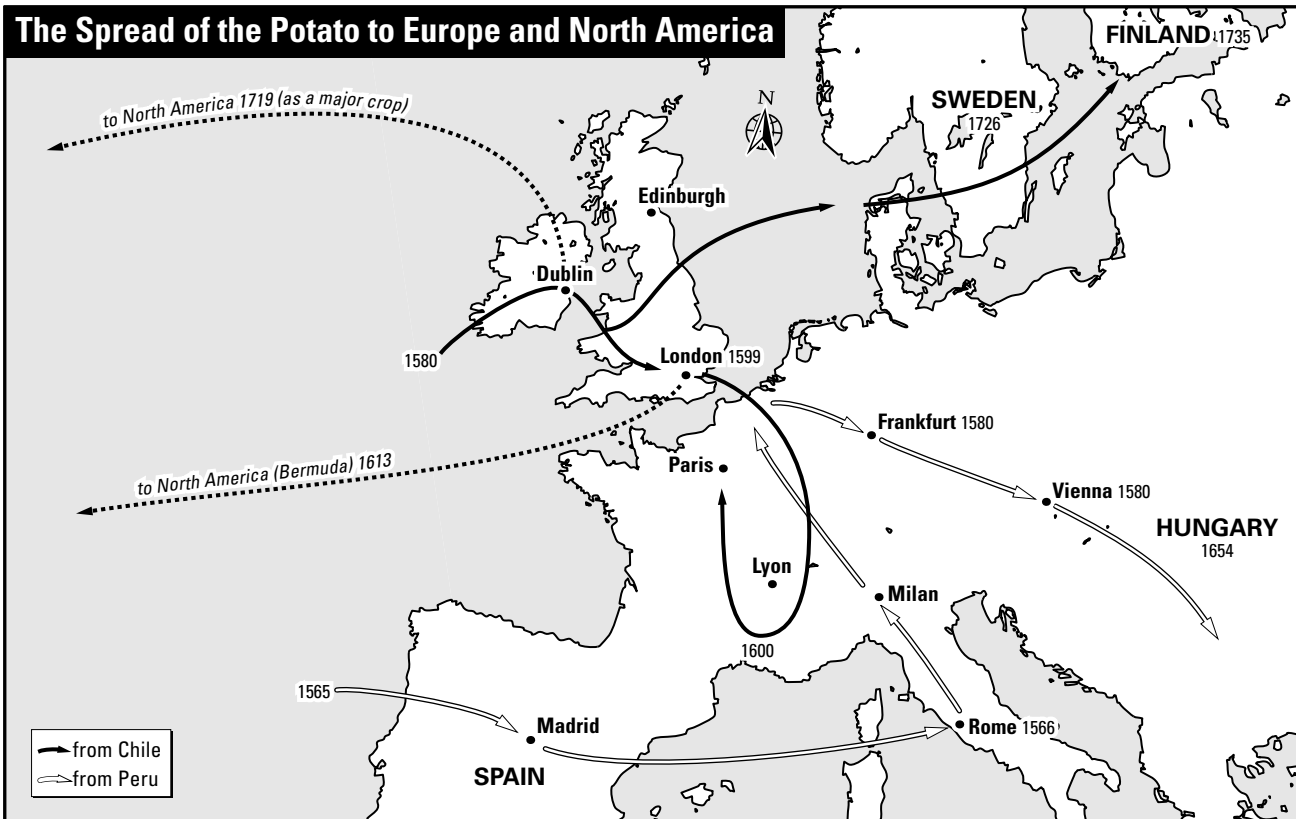 The Spread of the Potato to Europe and North America
FINLAND 1735
to North America 1719 (as a major crop)
N
SWEDEN
1726
Edinburgh
Dublin
1580
London 1599
Frankfurt 1580
to North America (Bermuda) 1613
Paris
Vienna 1580
HUNGARY
1654
Lyon
Milan
1600
1565
Madrid
Rome 1566
SPAIN
from Chile
from Peru